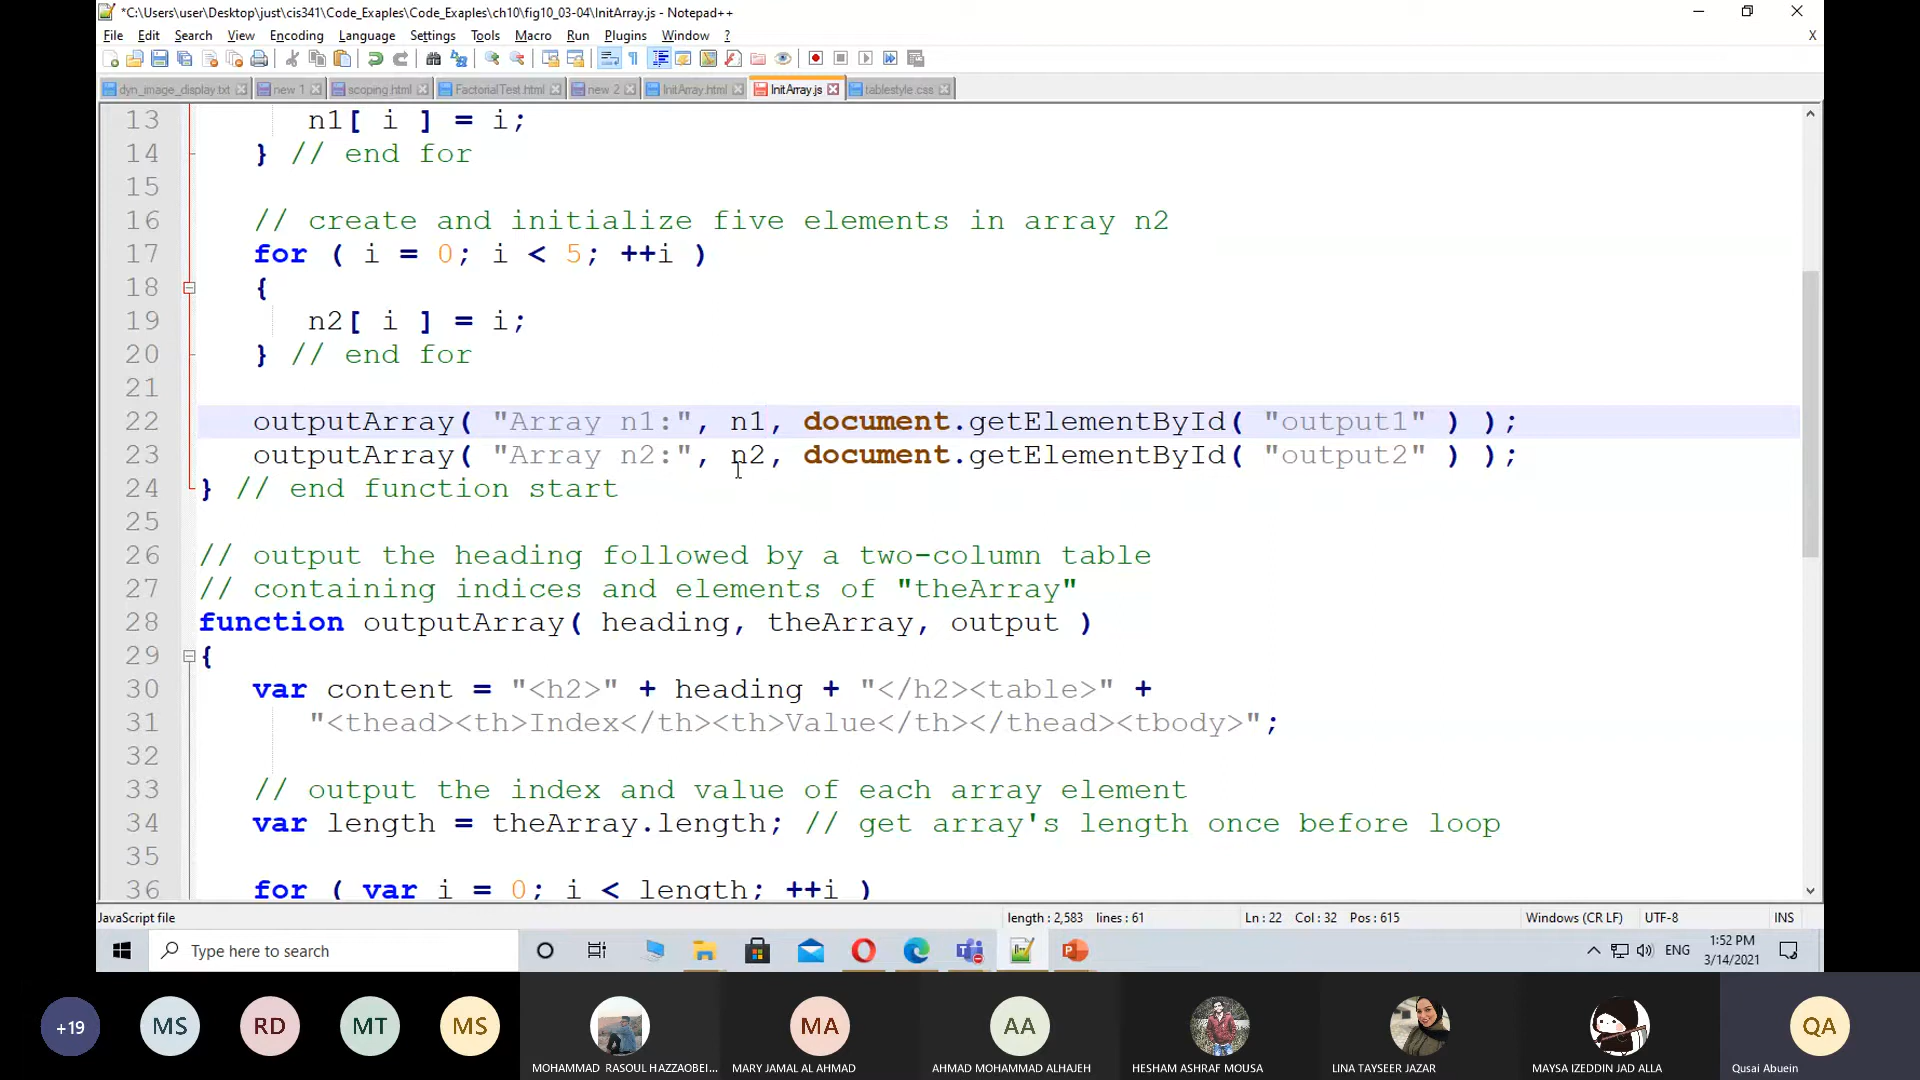 *C:\Users\user\Desktop\just\cis341\Code_Exaples\Code_Exaples\ch10\fig10_03-04\InitArray.js - Notepad++
File Edit Search View Encoding Language Settings Tools Macro Run Plugins Window ? X
dyn_image_display.txt new 1 scoping.html FactorialTest.html new 2 InitArray.html InitArray.js tablestyle.css
13 n1[ i ] = i;
14 } // end for
15
16 // create and initialize five elements in array n2
17 for ( i = 0; i < 5; ++i )
18 {
19 n2[ i ] = i;
20 } // end for
21
22 outputArray( "Array n1:", n1, document.getElementById( "output1" ) );
23 outputArray( "Array n2:", n2, document.getElementById( "output2" ) );
24 } // end function start
25
26 // output the heading followed by a two-column table
27 // containing indices and elements of "theArray"
28 function outputArray( heading, theArray, output )
29 {
30 var content = "<h2>" + heading + "</h2><table>" +
31 "<thead><th>Index</th><th>Value</th></thead><tbody>";
32
33 // output the index and value of each array element
34 var length = theArray.length; // get array's length once before loop
35
36 for ( var i = 0; i < length; ++i )
JavaScript file length : 2,583 lines : 61 Ln : 22 Col : 32 Pos : 615 Windows (CR LF) UTF-8 INS
Type here to search ENG 1:52 PM
3/14/2021
+19 MS RD MT MS MA AA QA
MOHAMMAD RASOUL HAZZAOBEI... MARY JAMAL AL AHMAD AHMAD MOHAMMAD ALHAJEH HESHAM ASHRAF MOUSA LINA TAYSEER JAZAR MAYSA IZEDDIN JAD ALLA Qusai Abuein